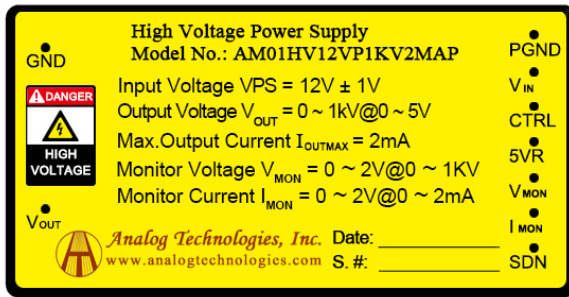 High Voltage Power Supply
Model No.: AM01HV12VP1KV2MAP
GND
DANGER
HIGH
VOLTAGE
VOUT
Input Voltage VPS = 12V ± 1V
Output Voltage VOUT = 0 ~ 1kV@0 ~ 5V
Max.Output Current IOUTMAX = 2mA
Monitor Voltage VMON = 0 ~ 2V@0 ~ 1KV
Monitor Current IMON = 0 ~ 2V@0 ~ 2mA
Analog Technologies, Inc.
www.analogtechnologies.com
Date:
S. #:
PGND
VIN
CTRL
5VR
VMON
I MON
SDN